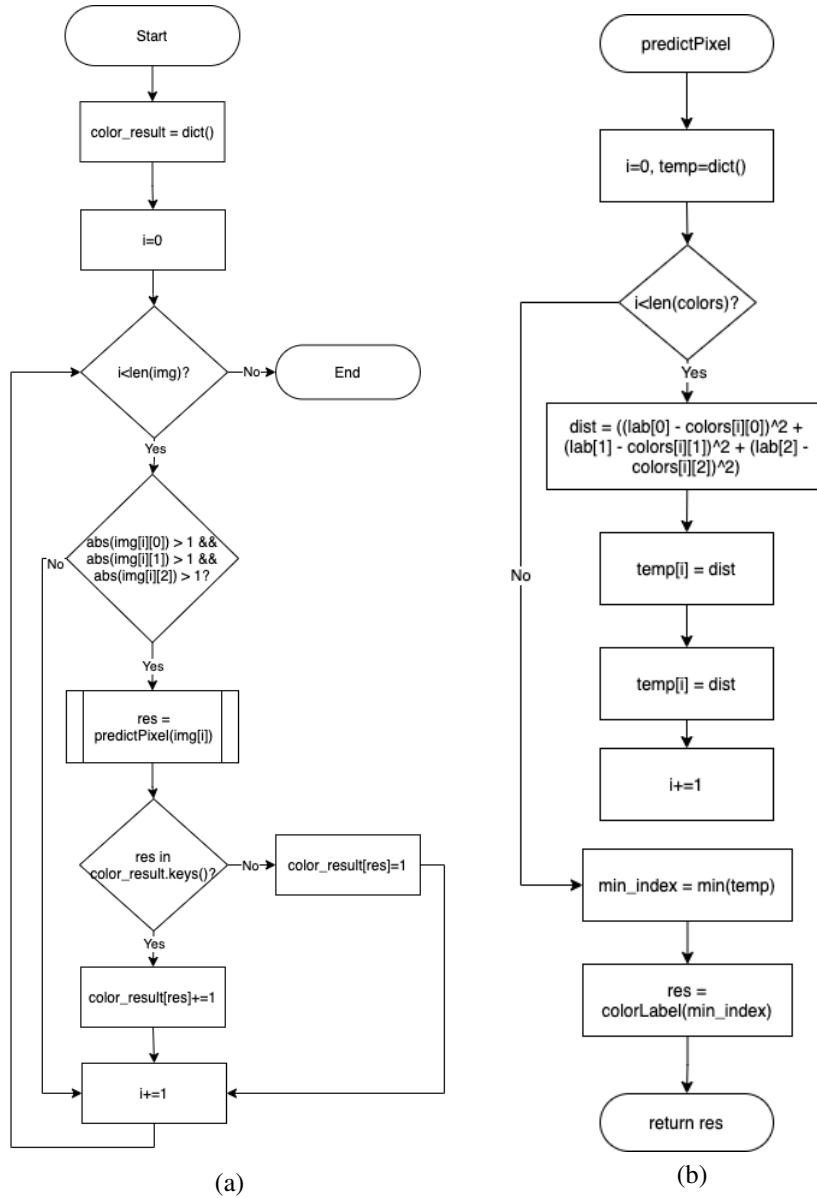 Start
color_result = dict()
i=0
i<len(img)?
No
End
Yes
abs(img[i][0]) > 1 &&
abs(img[i][1]) > 1 &&
abs(img[i][2]) > 1?
No
Yes
res =
predictPixel(img[i])
res in
color_result.keys()?
No
color_result[res]=1
Yes
color_result[res]+=1
i+=1
(a)
predictPixel
i=0, temp=dict()
i<len(colors)?
Yes
dist = ((lab[0] - colors[i][0])^2 +
(lab[1] - colors[i][1])^2 + (lab[2] -
colors[i][2])^2)
No
temp[i] = dist
temp[i] = dist
i+=1
min_index = min(temp)
res =
colorLabel(min_index)
return res
(b)